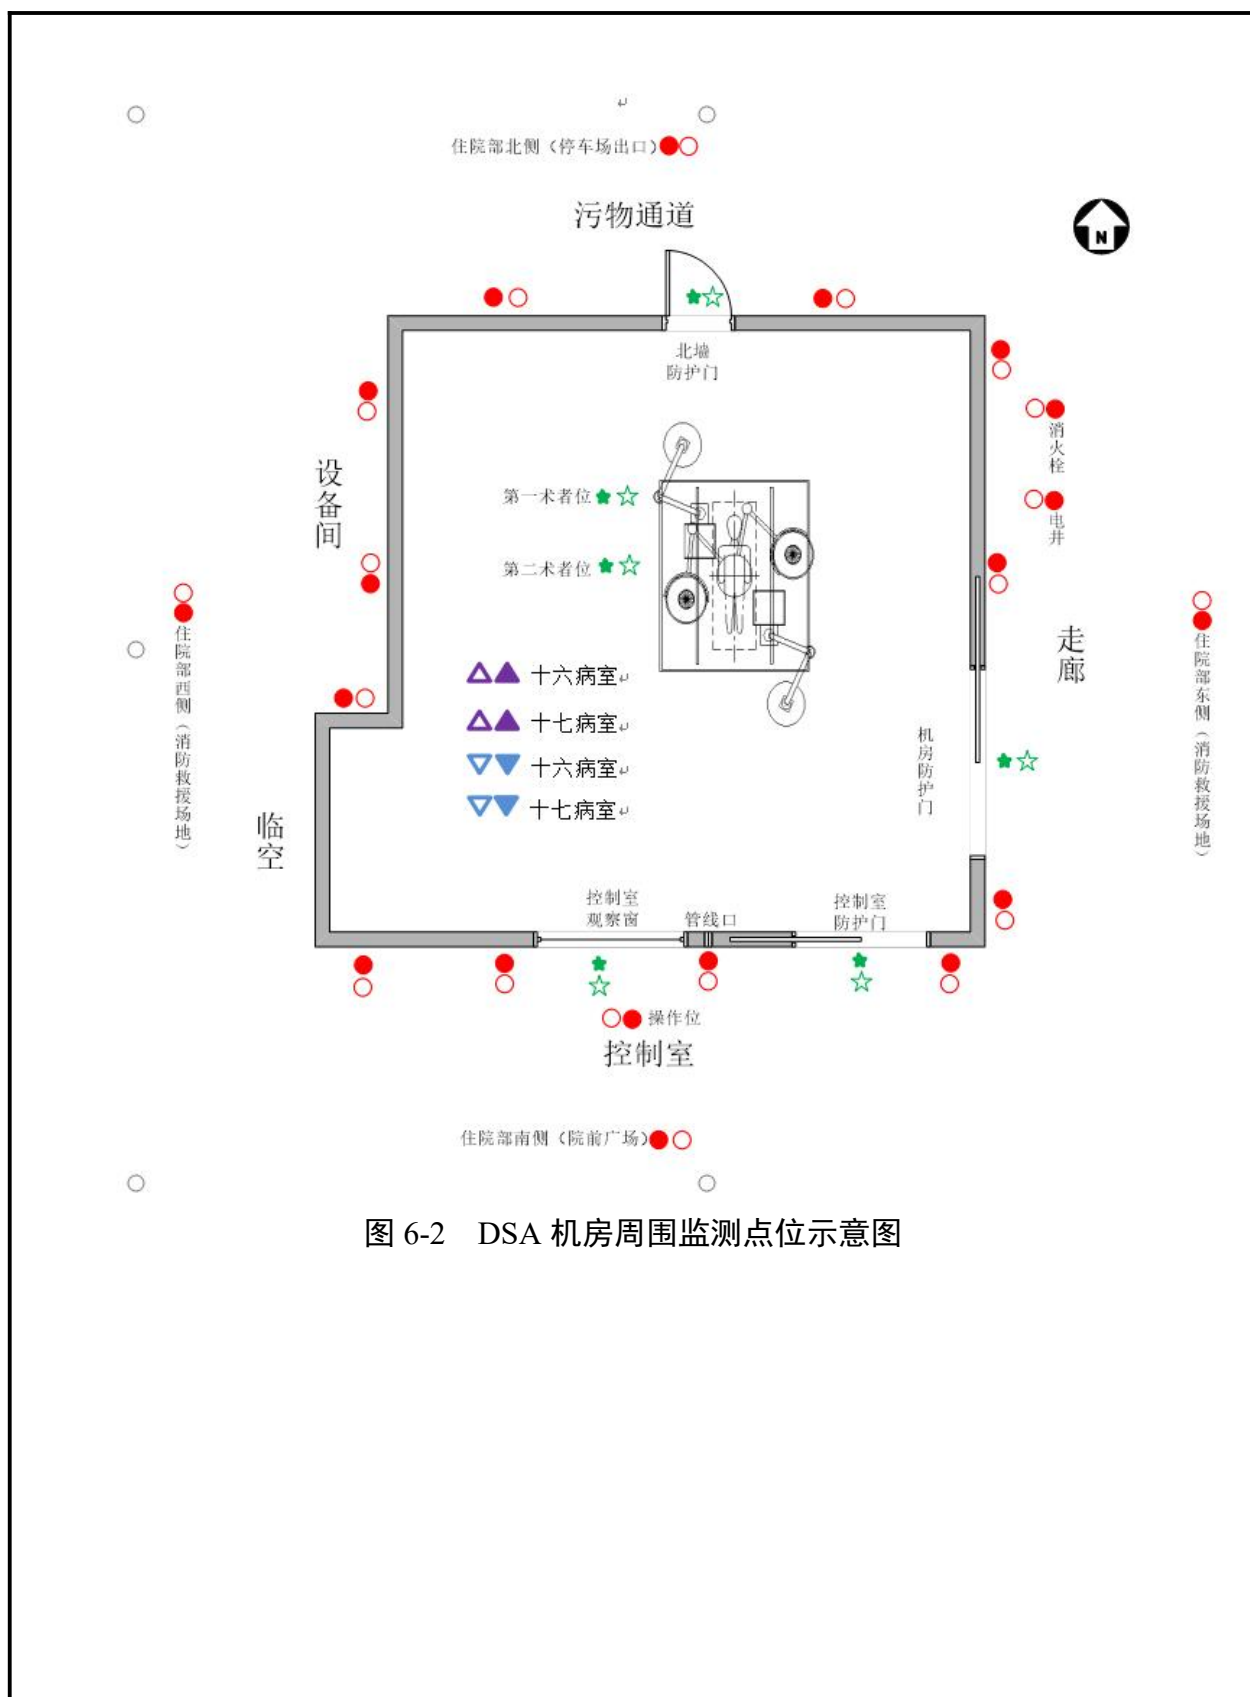 住院部北侧（停车场出口）
污物通道
N
北墙
防护门
消火栓
电井
设备间
第一术者位
第二术者位
走廊
住院部西侧（消防救援场地）
住院部东侧（消防救援场地）
十六病室
十七病室
十六病室
十七病室
机房防护门
临空
控制室
观察窗
管线口
控制室
防护门
操作位
控制室
住院部南侧（院前广场）
图 6-2 DSA 机房周围监测点位示意图